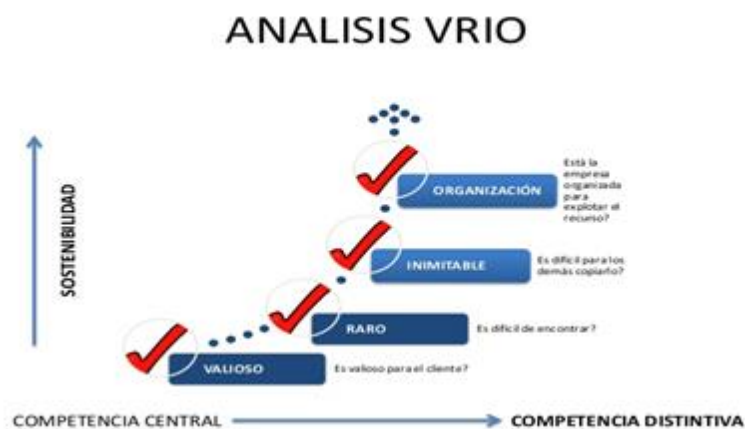 ANALISIS VRIO
SOSTENIBILIDAD
ORGANIZACIÓN
Está la
empresa
organizada
para
explotar el
recurso?
INIMITABLE
Es difícil para los
demás copiarlo?
RARO
Es difícil de encontrar?
VALIOSO
Es valioso para el cliente?
COMPETENCIA CENTRAL
COMPETENCIA DISTINTIVA